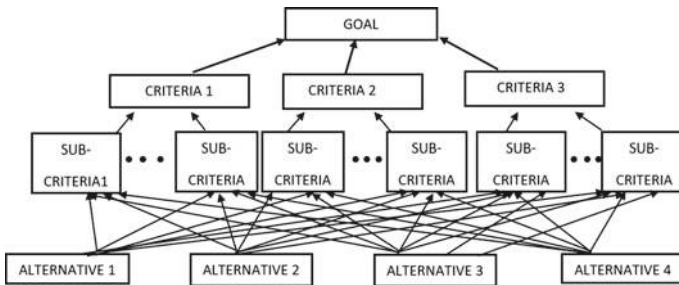 GOAL
CRITERIA 1
CRITERIA 2
CRITERIA 3
SUB-
CRITERIA1
SUB-
CRITERIA
SUB-
CRITERIA
SUB-
CRITERIA
SUB-
CRITERIA
SUB-
CRITERIA
ALTERNATIVE 1
ALTERNATIVE 2
ALTERNATIVE 3
ALTERNATIVE 4